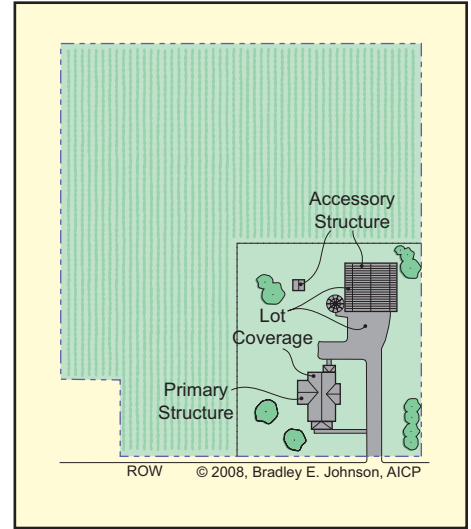 Accessory
Structure
Lot
Coverage
Primary
Structure
ROW © 2008, Bradley E. Johnson, AICP